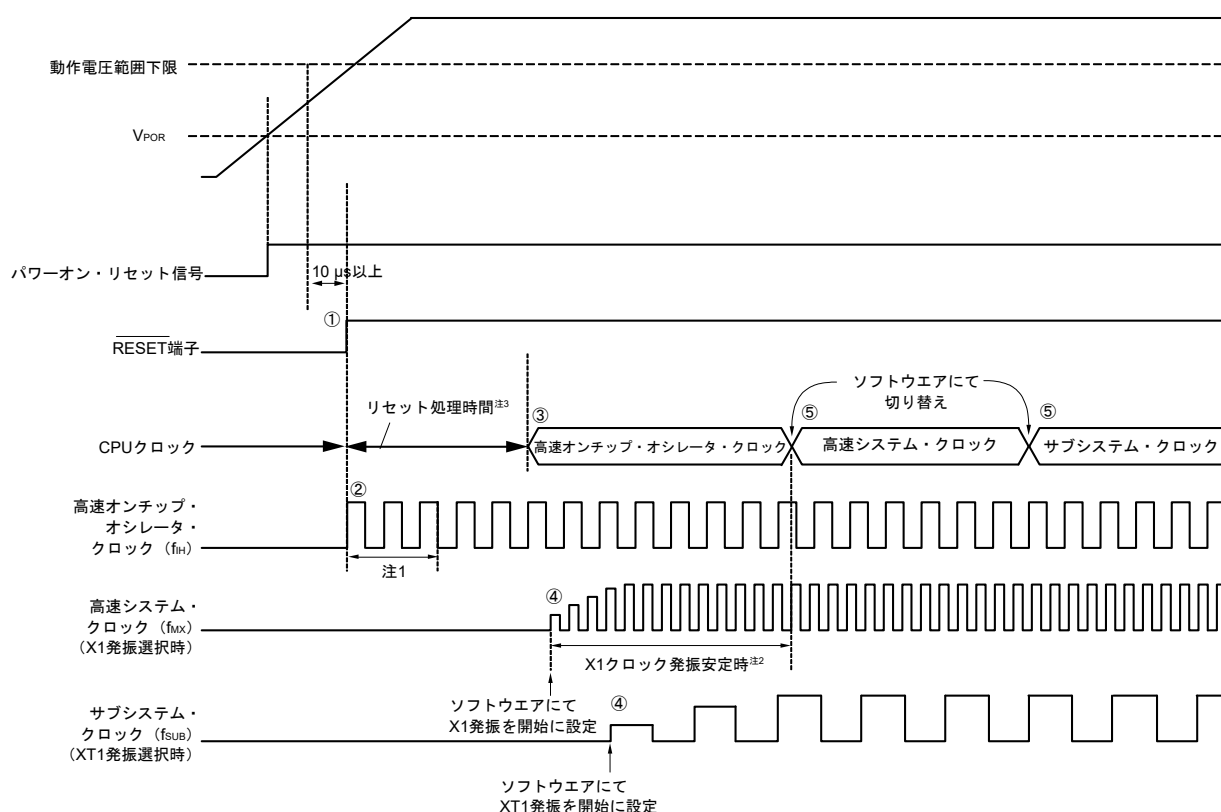 動作電圧範囲下限
VPOR
パワーオン・リセット信号
10 μs以上
①
RESET端子
リセット処理時間注3
ソフトウエアにて
切り替え
③
⑤
⑤
CPUクロック
高速オンチップ・オシレータ・クロック
高速システム・クロック
サブシステム・クロック
②
高速オンチップ・
オシレータ・
クロック（fIH）
注1
④
高速システム・
クロック（fMX）
（X1発振選択時）
X1クロック発振安定時注2
ソフトウエアにて
X1発振を開始に設定
④
サブシステム・
クロック（fSUB）
（XT1発振選択時）
ソフトウエアにて
XT1発振を開始に設定